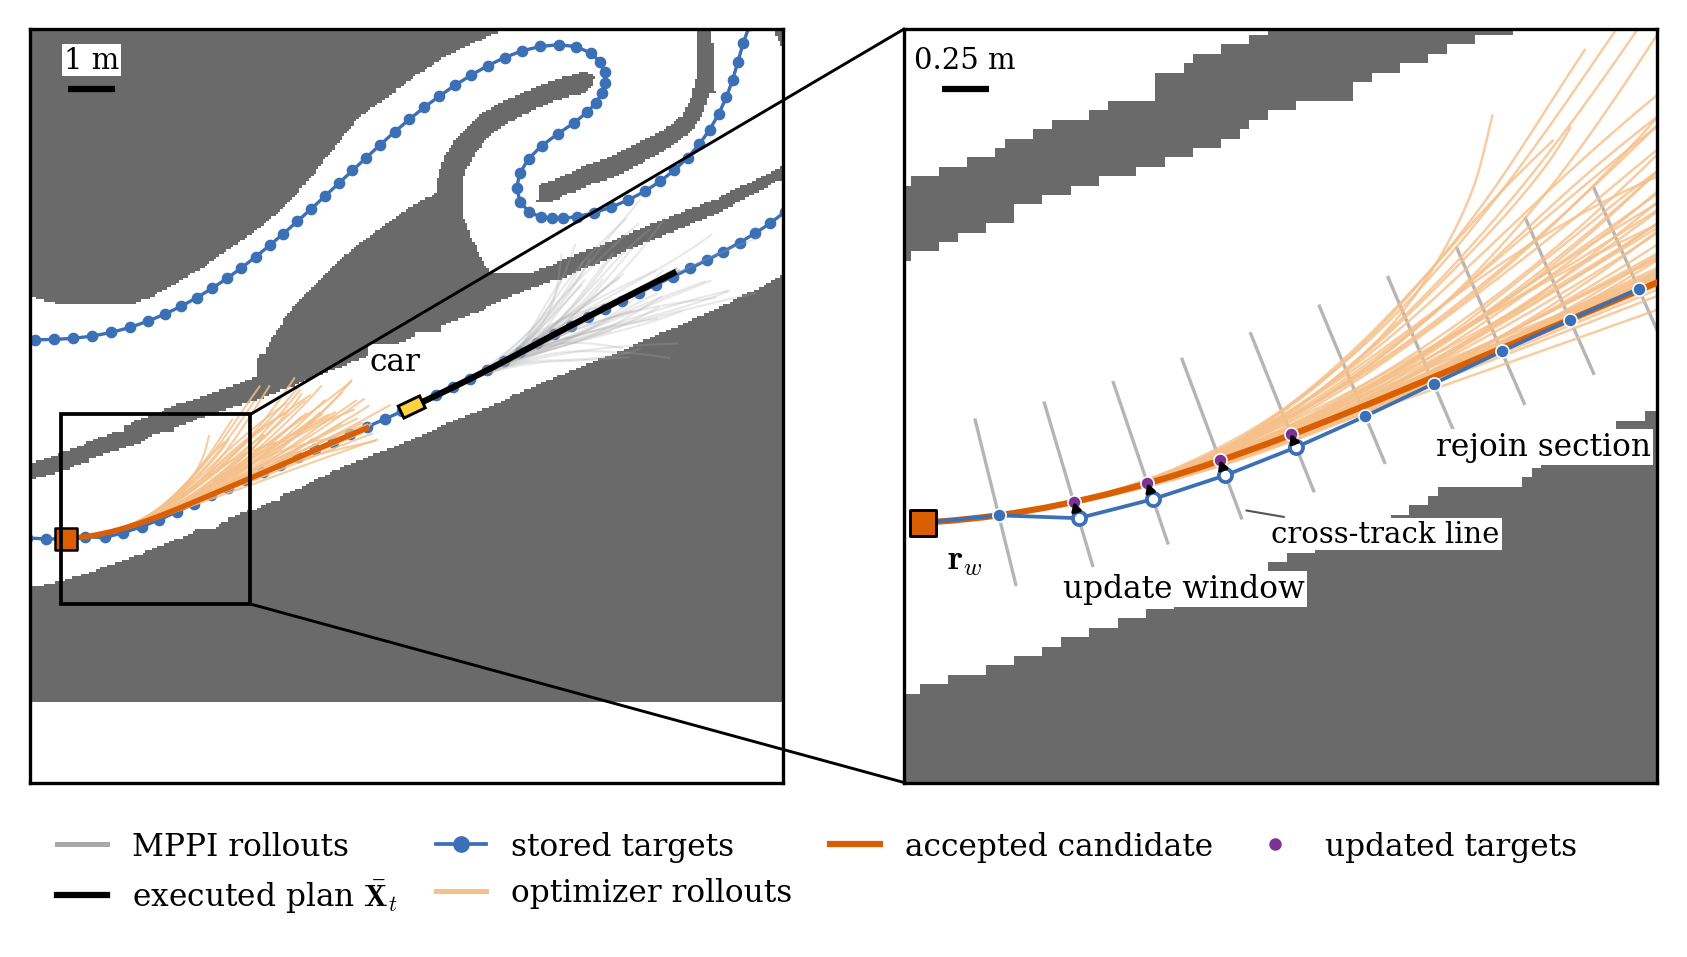 1 m
car
0.25 m
rejoin section
cross-track line
r_w
update window
MPPI rollouts
stored targets
accepted candidate
updated targets
executed plan X̄_t
optimizer rollouts